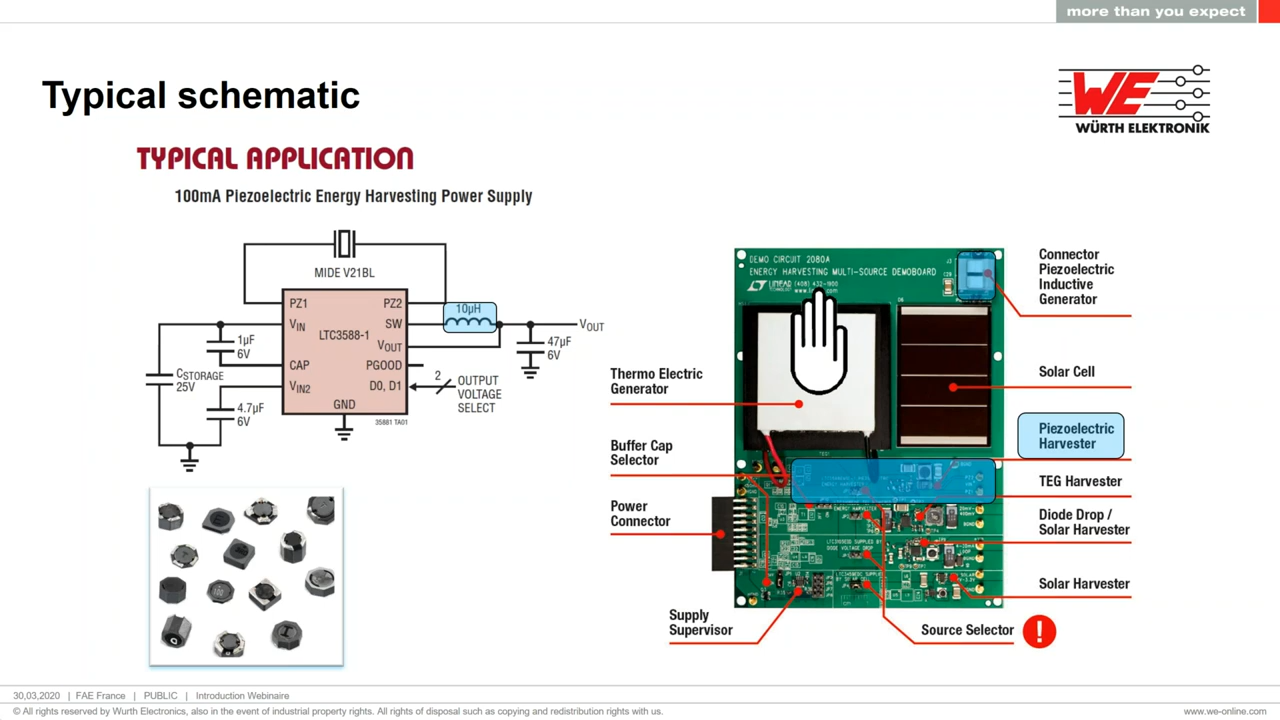 more than you expect
Typical schematic
WE
WÜRTH ELEKTRONIK
TYPICAL APPLICATION
100mA Piezoelectric Energy Harvesting Power Supply
MIDE V21BL
PZ1
PZ2
VIN
SW
LTC3588-1
VOUT
CAP
PGOOD
VIN2
D0, D1
GND
10µH
VOUT
1µF
6V
CSTORAGE
25V
4.7µF
6V
47µF
6V
2
OUTPUT
VOLTAGE
SELECT
35881 TA01
DEMO CIRCUIT 2080A
ENERGY HARVESTING MULTI-SOURCE DEMOBOARD
(408) 432-1900
Connector
Piezoelectric
Inductive
Generator
Thermo Electric
Generator
Solar Cell
Piezoelectric
Harvester
Buffer Cap
Selector
TEG Harvester
Power
Connector
Diode Drop /
Solar Harvester
Solar Harvester
Supply
Supervisor
Source Selector
!
30,03,2020 | FAE France | PUBLIC | Introduction Webinaire
© All rights reserved by Wurth Electronics, also in the event of industrial property rights. All rights of disposal such as copying and redistribution rights with us.
www.we-online.com